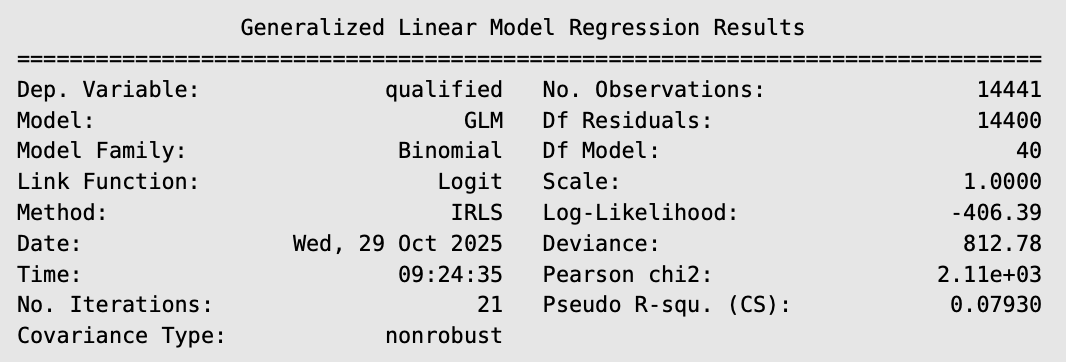 Generalized Linear Model Regression Results
==============================================================================
Dep. Variable:              qualified   No. Observations:                14441
Model:                            GLM   Df Residuals:                    14400
Model Family:                Binomial   Df Model:                           40
Link Function:                  Logit   Scale:                          1.0000
Method:                          IRLS   Log-Likelihood:                -406.39
Date:                Wed, 29 Oct 2025   Deviance:                       812.78
Time:                        09:24:35   Pearson chi2:                 2.11e+03
No. Iterations:                    21   Pseudo R-squ. (CS):            0.07930
Covariance Type:            nonrobust